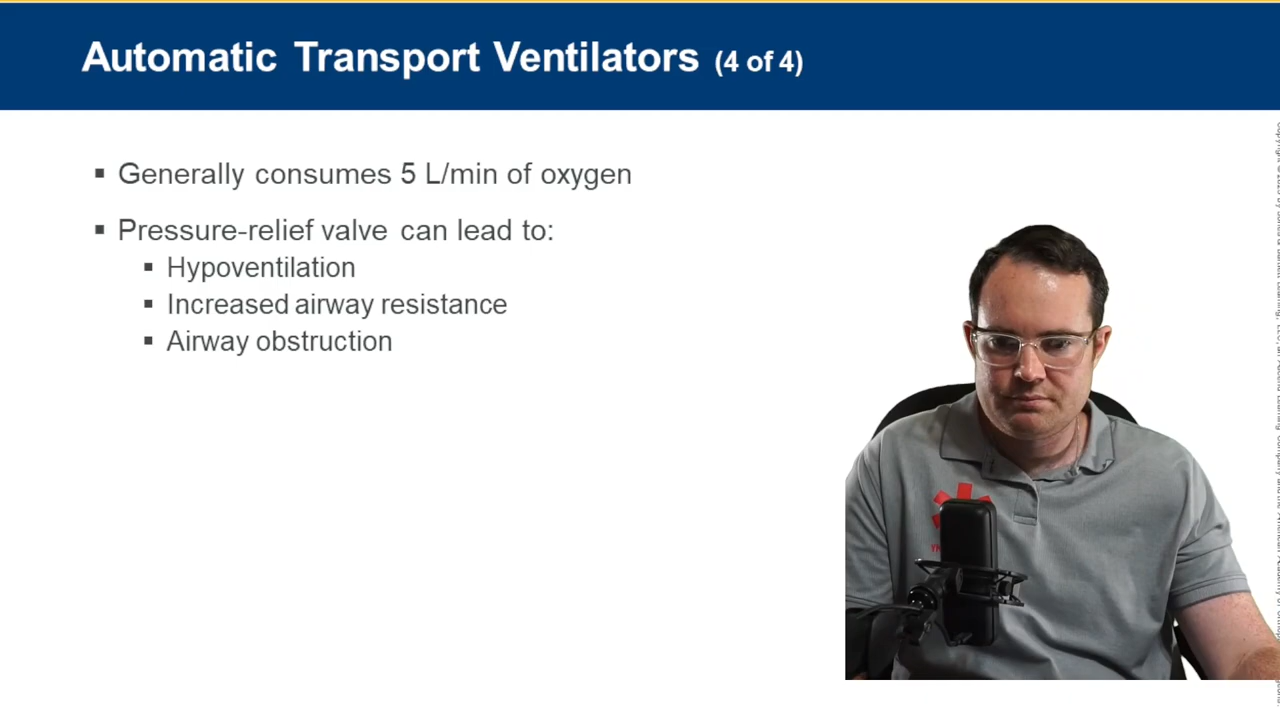 Automatic Transport Ventilators (4 of 4)
▪ Generally consumes 5 L/min of oxygen
▪ Pressure-relief valve can lead to:
▪ Hypoventilation
▪ Increased airway resistance
▪ Airway obstruction